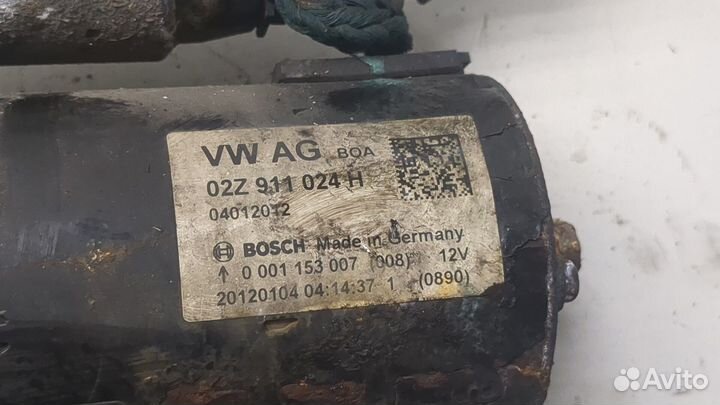 VW AG BOA
02Z 911 024 H
04012012
BOSCH Made in Germany
↑ 0 001 153 007 (008) 12V
20120104 04:14:37 1 (0890)
Avito